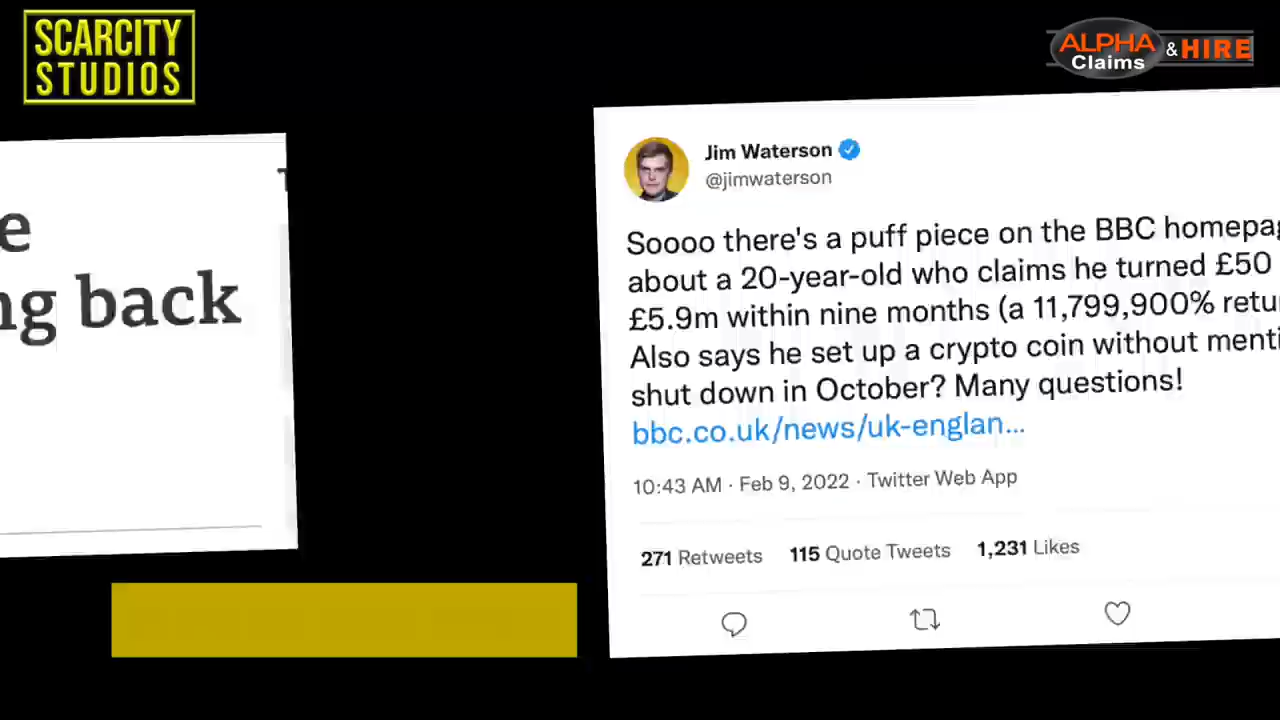 SCARCITY
STUDIOS
ALPHA
Claims
& HIRE
e
ng back
Jim Waterson
@jimwaterson
Soooo there's a puff piece on the BBC
about a 20-year-old who claims he turned £50
£5.9m within nine months (a 11,799,900%
Also says he set up a crypto coin without
shut down in October? Many questions!
bbc.co.uk/news/uk-englan...
10:43 AM · Feb 9, 2022 · Twitter Web App
271 Retweets 115 Quote Tweets 1,231 Likes